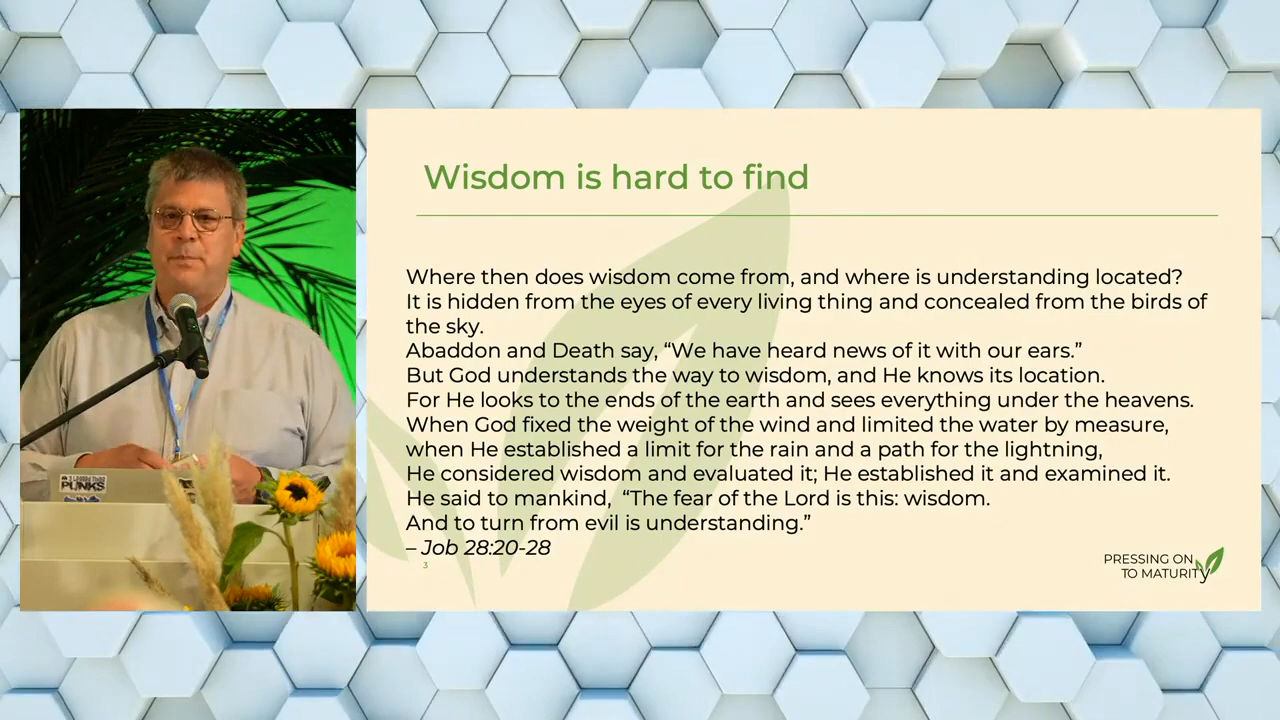 Wisdom is hard to find
Where then does wisdom come from, and where is understanding located?
It is hidden from the eyes of every living thing and concealed from the birds of
the sky.
Abaddon and Death say, “We have heard news of it with our ears.”
But God understands the way to wisdom, and He knows its location.
For He looks to the ends of the earth and sees everything under the heavens.
When God fixed the weight of the wind and limited the water by measure,
when He established a limit for the rain and a path for the lightning,
He considered wisdom and evaluated it; He established it and examined it.
He said to mankind,  “The fear of the Lord is this: wisdom.
And to turn from evil is understanding.”
– Job 28:20-28
3
PRESSING ON
TO MATURITy
PUNKS